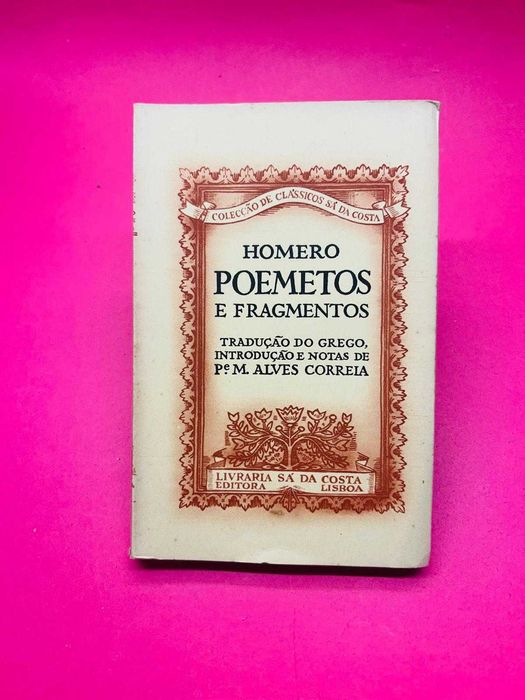 COLECÇÃO DE CLÁSSICOS SÁ DA COSTA
HOMERO
POEMETOS
E FRAGMENTOS
TRADUÇÃO DO GREGO,
INTRODUÇÃO E NOTAS DE
Pe M. ALVES CORREIA
LIVRARIA SÁ DA COSTA
EDITORA LISBOA